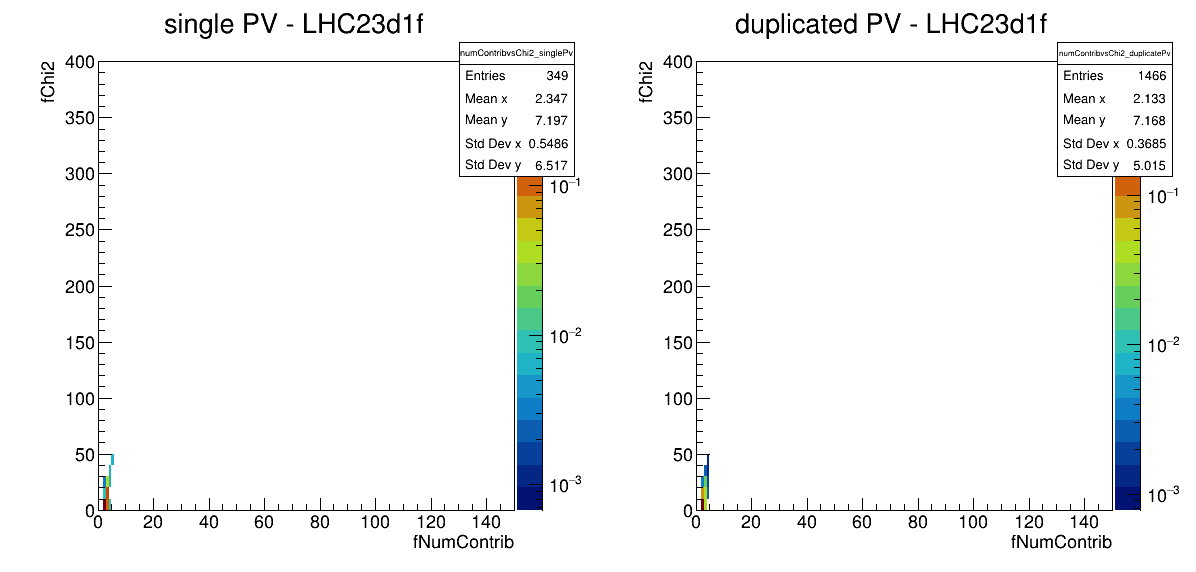 single PV - LHC23d1f
numContribvsChi2_singlePv
Entries 349
Mean x 2.347
Mean y 7.197
Std Dev x 0.5486
Std Dev y 6.517
fChi2
400
350
300
250
200
150
100
50
0
0 20 40 60 80 100 120 140
fNumContrib
10⁻¹
10⁻²
10⁻³
duplicated PV - LHC23d1f
numContribvsChi2_duplicatePv
Entries 1466
Mean x 2.133
Mean y 7.168
Std Dev x 0.3685
Std Dev y 5.015
fChi2
400
350
300
250
200
150
100
50
0
0 20 40 60 80 100 120 140
fNumContrib
10⁻¹
10⁻²
10⁻³